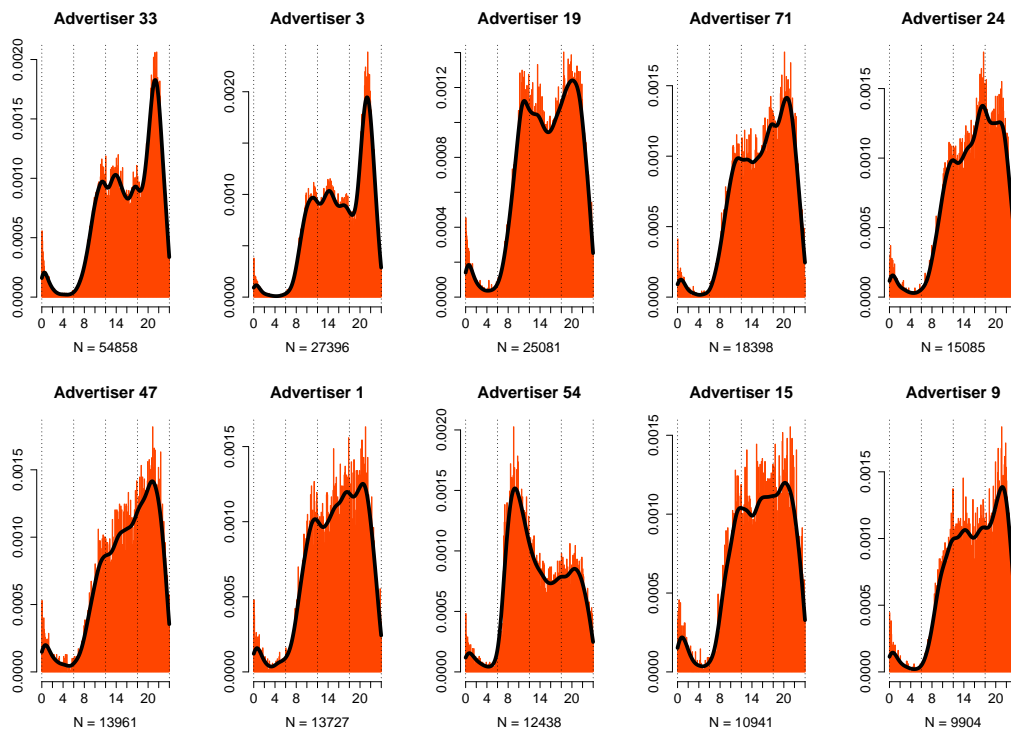 Advertiser 33
0.0000 0.0005 0.0010 0.0015 0.0020
0 4 8 14 20
N = 54858
Advertiser 3
0.0000 0.0010 0.0020
0 4 8 14 20
N = 27396
Advertiser 19
0.0000 0.0004 0.0008 0.0012
0 4 8 14 20
N = 25081
Advertiser 71
0.0000 0.0005 0.0010 0.0015
0 4 8 14 20
N = 18398
Advertiser 24
0.0000 0.0005 0.0010 0.0015
0 4 8 14 20
N = 15085
Advertiser 47
0.0000 0.0005 0.0010 0.0015
0 4 8 14 20
N = 13961
Advertiser 1
0.0000 0.0005 0.0010 0.0015
0 4 8 14 20
N = 13727
Advertiser 54
0.0000 0.0005 0.0010 0.0015 0.0020
0 4 8 14 20
N = 12438
Advertiser 15
0.0000 0.0005 0.0010 0.0015
0 4 8 14 20
N = 10941
Advertiser 9
0.0000 0.0005 0.0010 0.0015
0 4 8 14 20
N = 9904